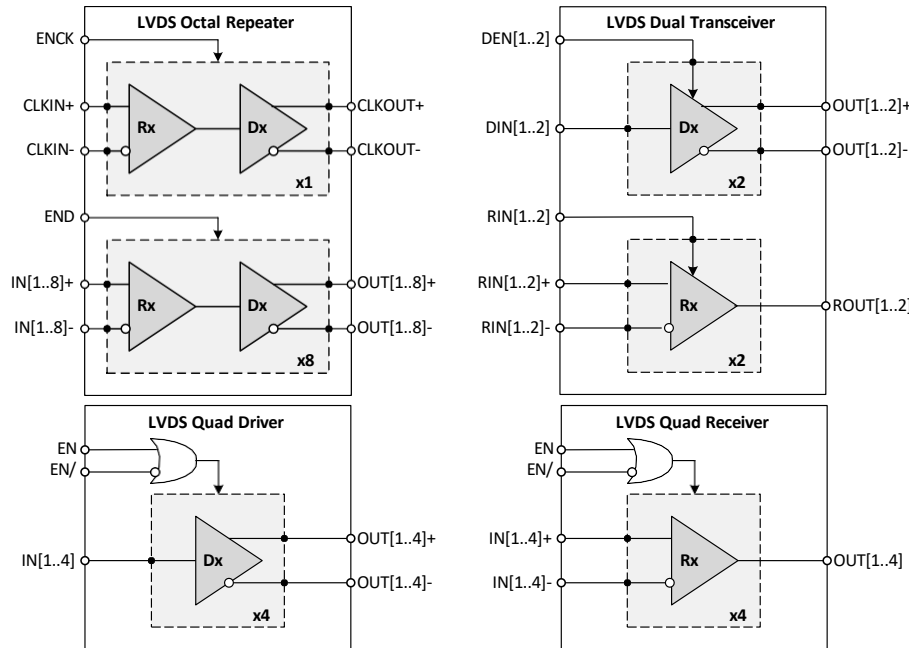 LVDS Octal Repeater
ENCK
CLKIN+
CLKIN-
Rx
Dx
CLKOUT+
CLKOUT-
x1
END
IN[1..8]+
IN[1..8]-
Rx
Dx
OUT[1..8]+
OUT[1..8]-
x8
LVDS Dual Transceiver
DEN[1..2]
DIN[1..2]
Dx
OUT[1..2]+
OUT[1..2]-
x2
RIN[1..2]
RIN[1..2]+
RIN[1..2]-
Rx
ROUT[1..2]
x2
LVDS Quad Driver
EN
EN/
IN[1..4]
Dx
OUT[1..4]+
OUT[1..4]-
x4
LVDS Quad Receiver
EN
EN/
IN[1..4]+
IN[1..4]-
Rx
OUT[1..4]
x4